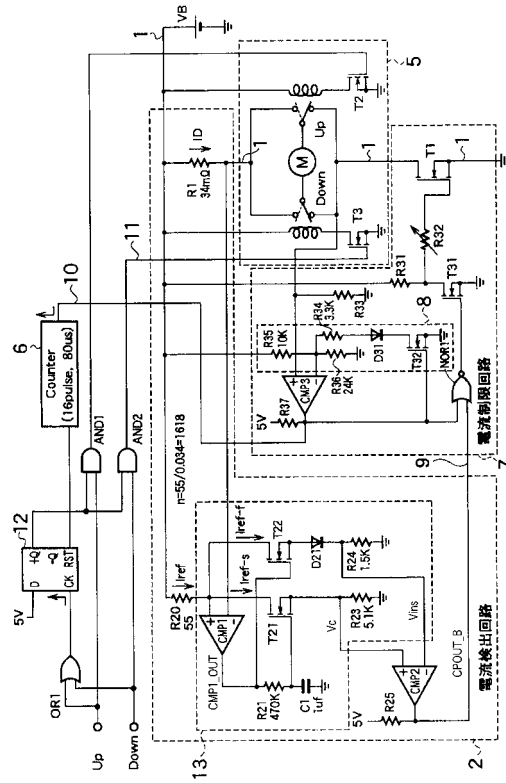 5V
12
D
+Q
-Q
CK
RST
OR1
Up
Down
6
Counter
(16pulse, 80us)
10
AND1
AND2
11
1
VB
n=55/0.034=1618
R1
34mΩ
ID
1
5
T2
Up
M
Down
T3
Iref
R20
55
Iref-s
Iref-f
CMP1
CMP1_OUT
T22
T21
D21
R21
470K
C1
1uf
R23
5.1K
R24
1.5K
Vc
Vins
CMP2
R25
5V
CPOUT_B
13
2
電流検出回路
5V
R37
CMP3
R35
10K
R34
3.3K
R36
24K
R33
D31
T32
8
NOR1
R31
R32
T31
T1
1
1
9
7
電流制限回路